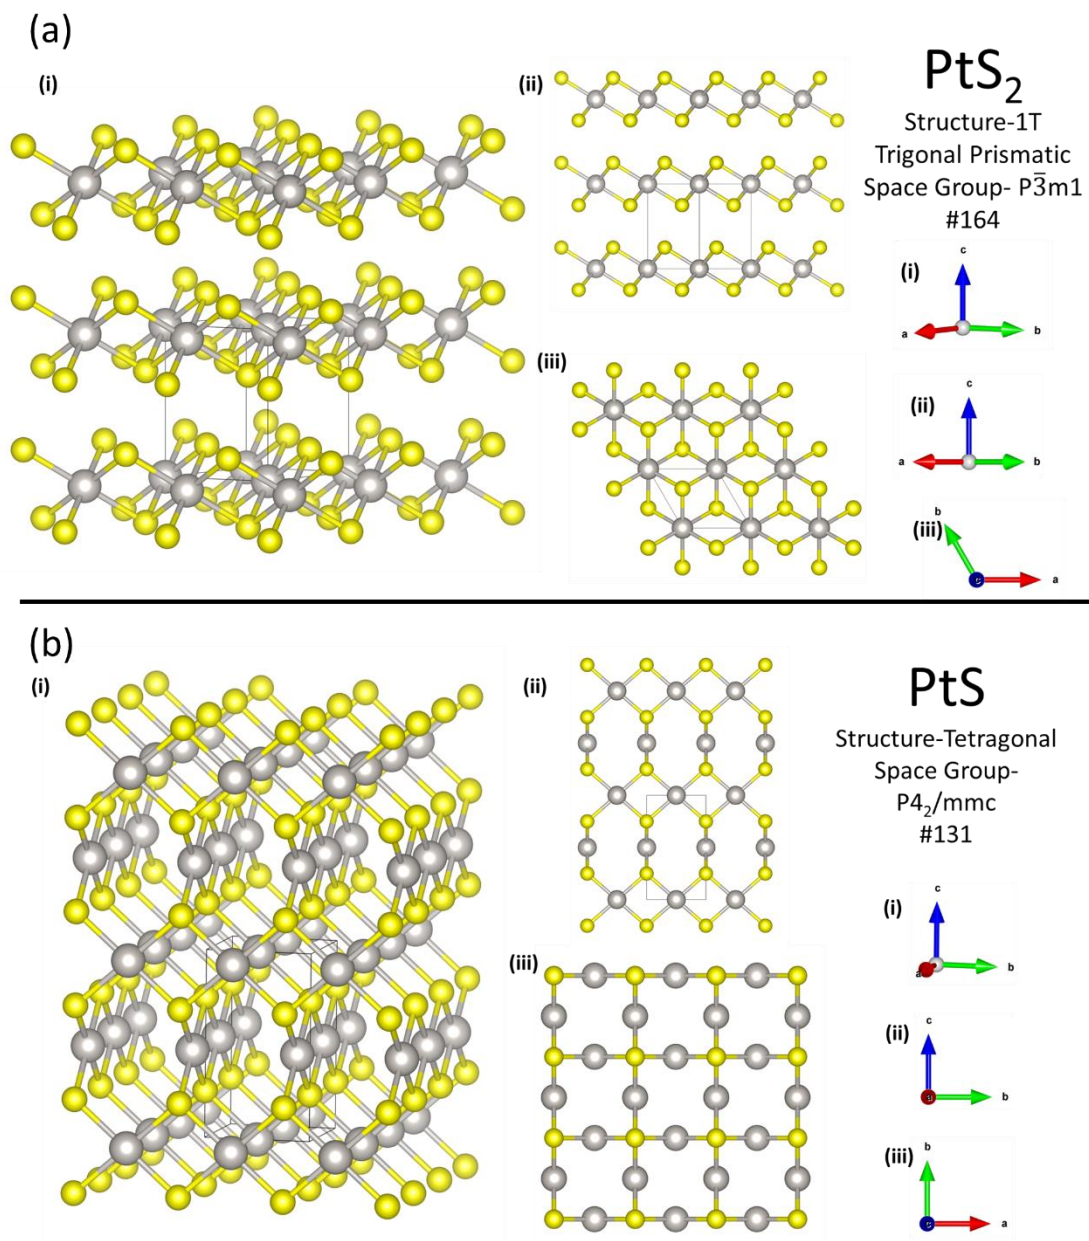 (a)
(i)
(ii)
(iii)
PtS₂
Structure-1T
Trigonal Prismatic
Space Group- P3̅m1
#164
(i)
c
a
b
(ii)
c
a
b
(iii)
b
c
a
(b)
(i)
(ii)
(iii)
PtS
Structure-Tetragonal
Space Group-
P4₂/mmc
#131
(i)
c
a
b
(ii)
c
a
b
(iii)
b
c
a